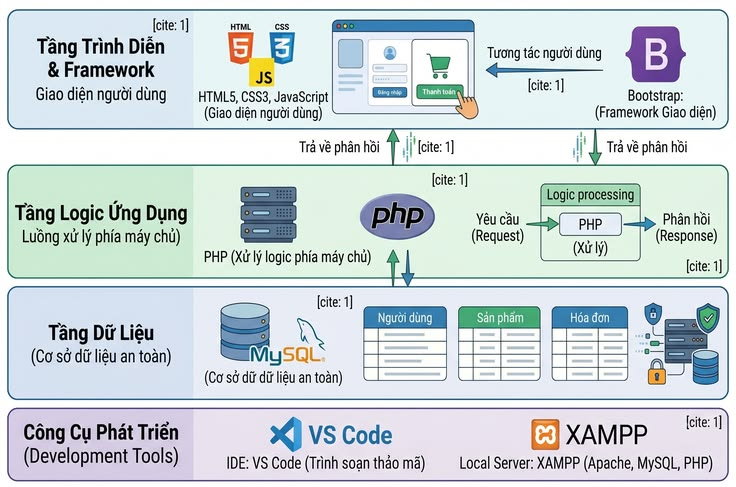 Tầng Trình Diễn
& Framework
Giao diện người dùng
[cite: 1]
HTML
CSS
5
3
JS
HTML5, CSS3, JavaScript
(Giao diện người dùng)
Đăng nhập
Thanh toán
Tương tác người dùng
[cite: 1]
B
Bootstrap:
(Framework Giao diện)
Trả về phân hồi
[cite: 1]
Trả về phân hồi
Tầng Logic Ứng Dụng
Luồng xử lý phía máy chủ
PHP (Xử lý logic phía máy chủ)
php
[cite: 1]
Logic processing
Yêu cầu
(Request)
PHP
(Xử lý)
Phân hồi
(Response)
[cite: 1]
Tầng Dữ Liệu
(Cơ sở dữ liệu an toàn)
[cite: 1]
MySQL
(Cơ sở dữ dữ liệu an toàn)
Người dùng
Sản phẩm
Hóa đơn
Công Cụ Phát Triển
(Development Tools)
VS Code
IDE: VS Code (Trình soạn thảo mã)
XAMPP
Local Server: XAMPP (Apache, MySQL, PHP)
[cite: 1]